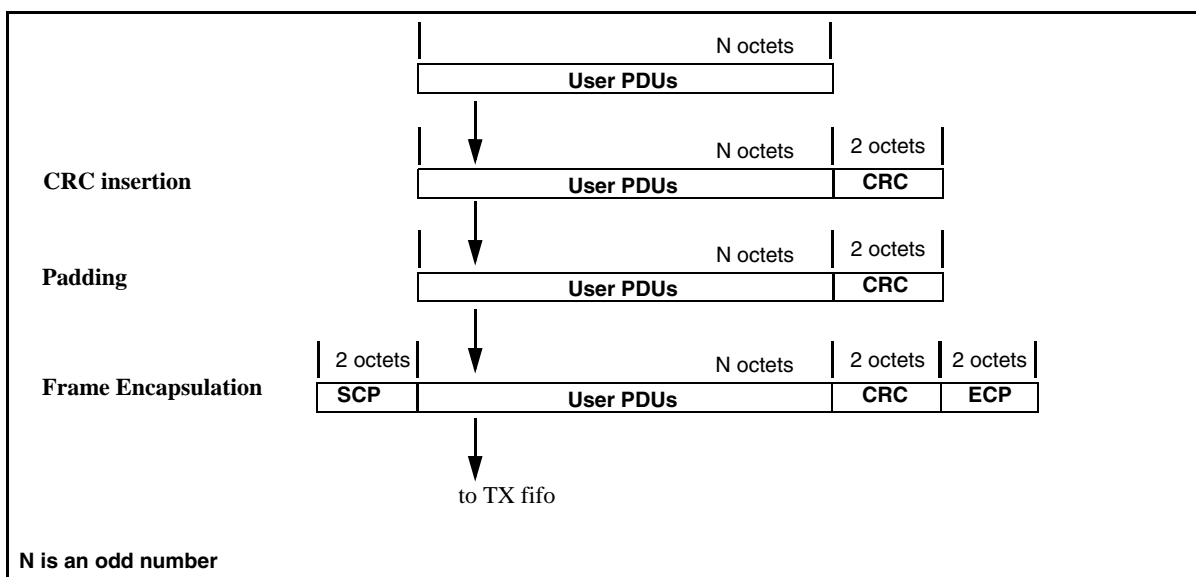 N octets
User PDUs
N octets
2 octets
CRC insertion
User PDUs
CRC
N octets
2 octets
Padding
User PDUs
CRC
2 octets
N octets
2 octets
2 octets
Frame Encapsulation
SCP
User PDUs
CRC
ECP
to TX fifo
N is an odd number